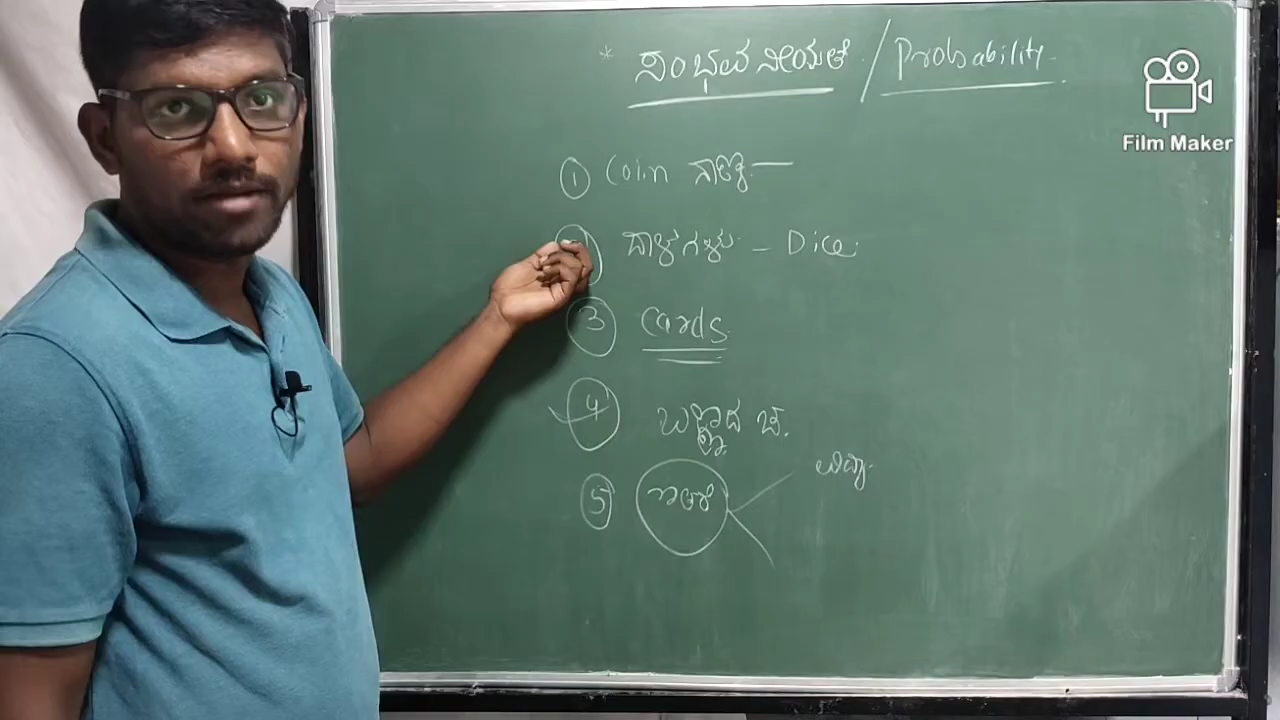 * ಸಂಭವನೀಯತೆ / Probability.
Film Maker
① Coin ನಾಣ್ಯ —
ದಾಳಗಳು - Dice.
③ Cards.
④ ಬಣ್ಣದ ಚೆ.
⑤